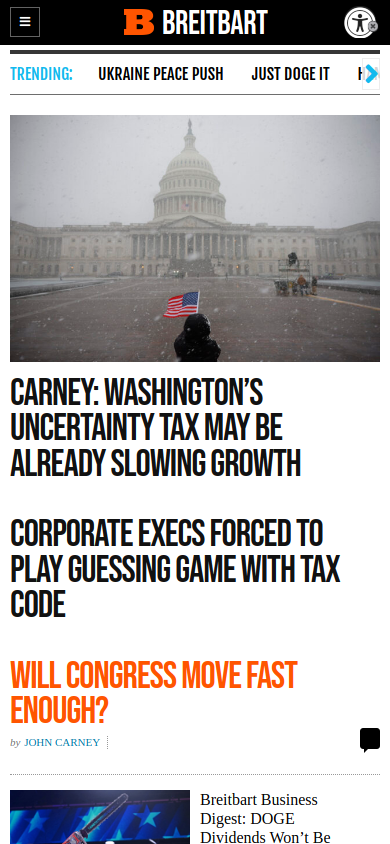 B BREITBART
TRENDING:
UKRAINE PEACE PUSH
JUST DOGE IT
CARNEY: WASHINGTON'S
UNCERTAINTY TAX MAY BE
ALREADY SLOWING GROWTH
CORPORATE EXECS FORCED TO
PLAY GUESSING GAME WITH TAX
CODE
WILL CONGRESS MOVE FAST
ENOUGH?
by JOHN CARNEY
Breitbart Business
Digest: DOGE
Dividends Won't Be